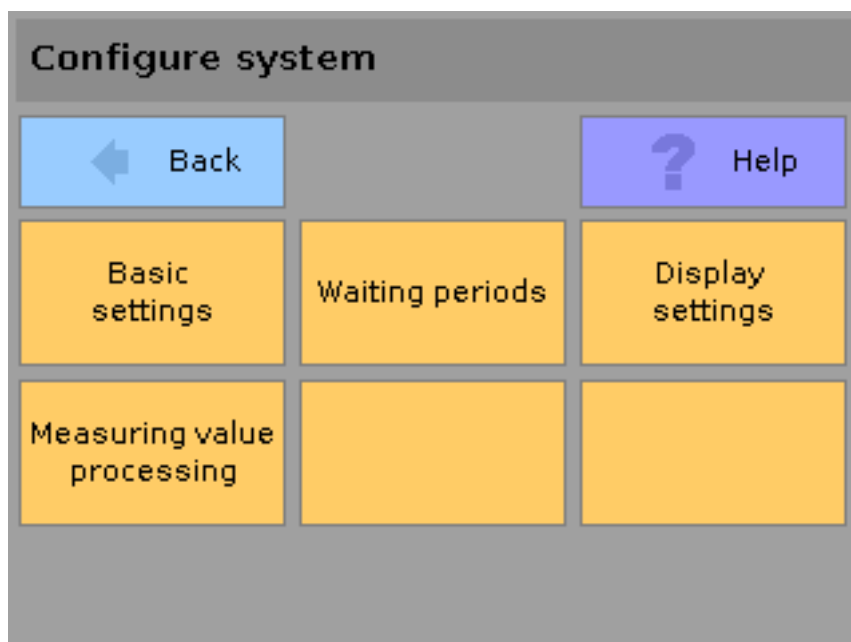 Configure system
Back
Help
Basic
settings
Waiting periods
Display
settings
Measuring value
processing